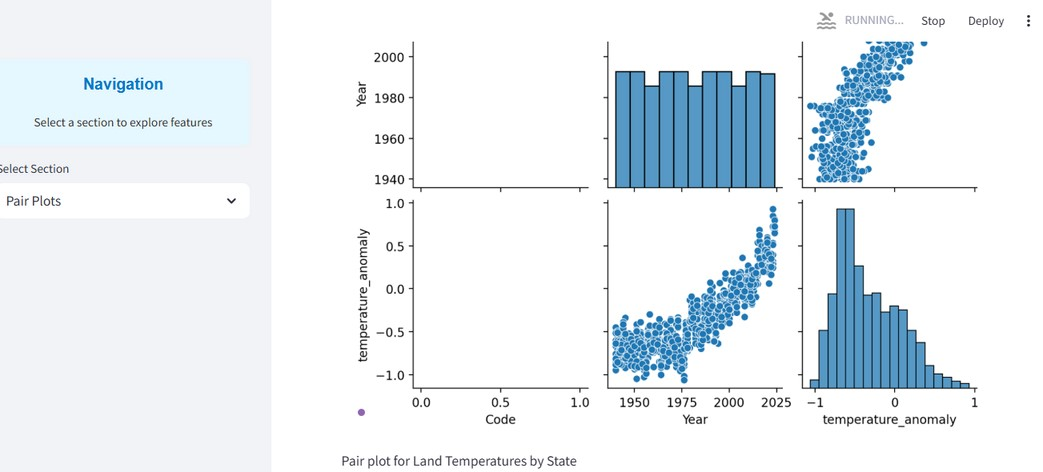 RUNNING...
Stop
Deploy
Navigation
Select a section to explore features
Select Section
Pair Plots
Year
2000
1980
1960
1940
temperature_anomaly
1.0
0.5
0.0
−0.5
−1.0
0.0 0.5 1.0
Code
1950 1975 2000 2025
Year
−1 0 1
temperature_anomaly
Pair plot for Land Temperatures by State